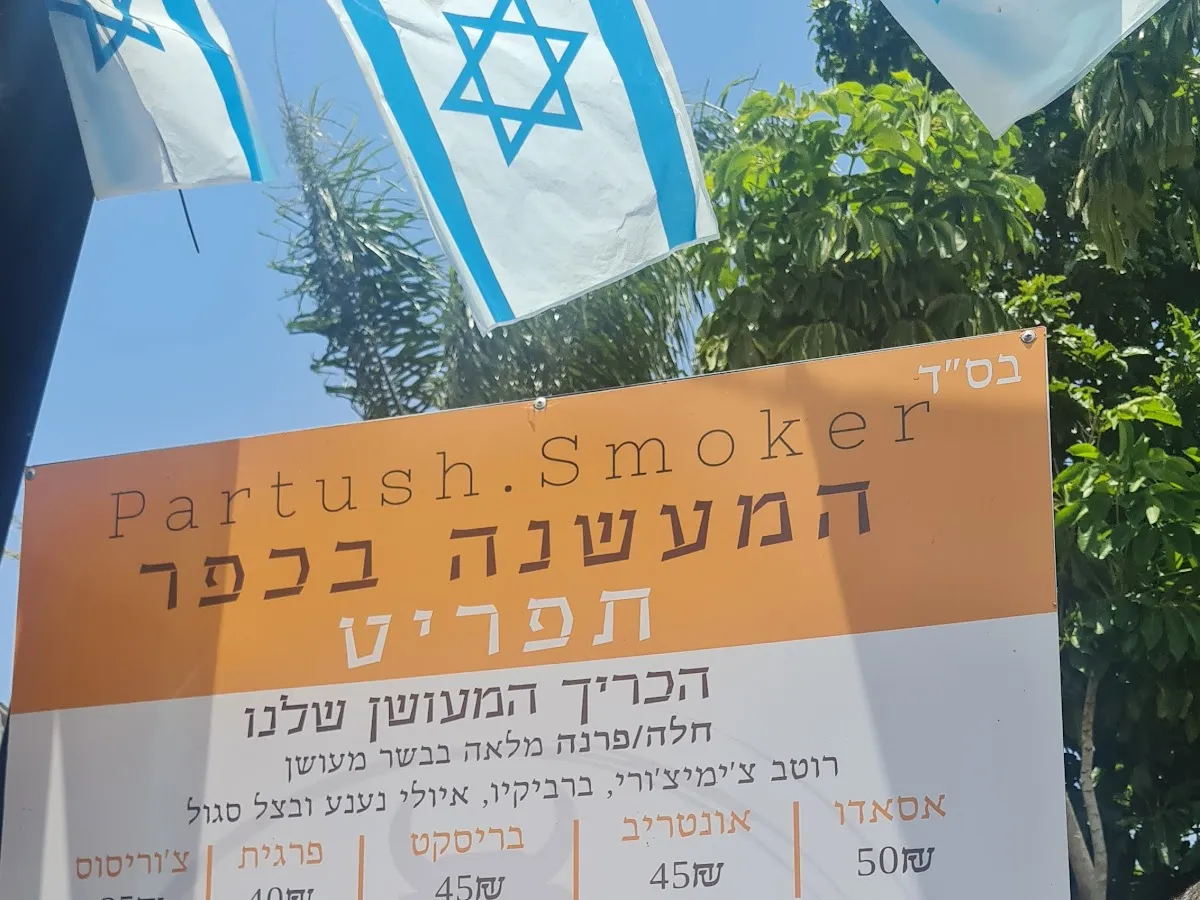 בס"ד
Partush.Smoker
המעשנה בכפר
תפריט
הכריך המעושן שלנו
חלה/פרנה מלאה בבשר מעושן
רוטב צ'ימיצ'ורי, ברביקיו, איולי נענע ובצל סגול
אסאדו אונטריב בריסקט פרגית צ'וריסוס
50₪ 45₪ 45₪ 40₪